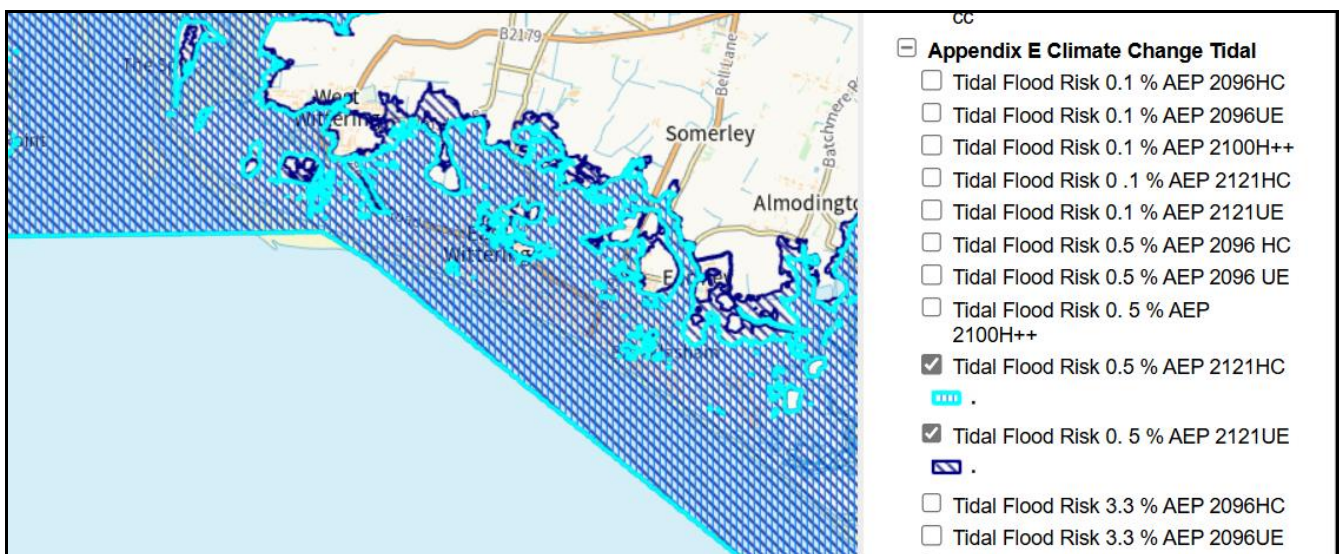 B2179
Bell Lane
West
Wittering
Somerley
Batchmere R
Almodingto
East
Wittering
Earnley
cc
Appendix E Climate Change Tidal
Tidal Flood Risk 0.1 % AEP 2096HC
Tidal Flood Risk 0.1 % AEP 2096UE
Tidal Flood Risk 0.1 % AEP 2100H++
Tidal Flood Risk 0 .1 % AEP 2121HC
Tidal Flood Risk 0.1 % AEP 2121UE
Tidal Flood Risk 0.5 % AEP 2096 HC
Tidal Flood Risk 0.5 % AEP 2096 UE
Tidal Flood Risk 0. 5 % AEP
2100H++
Tidal Flood Risk 0.5 % AEP 2121HC
.
Tidal Flood Risk 0. 5 % AEP 2121UE
.
Tidal Flood Risk 3.3 % AEP 2096HC
Tidal Flood Risk 3.3 % AEP 2096UE